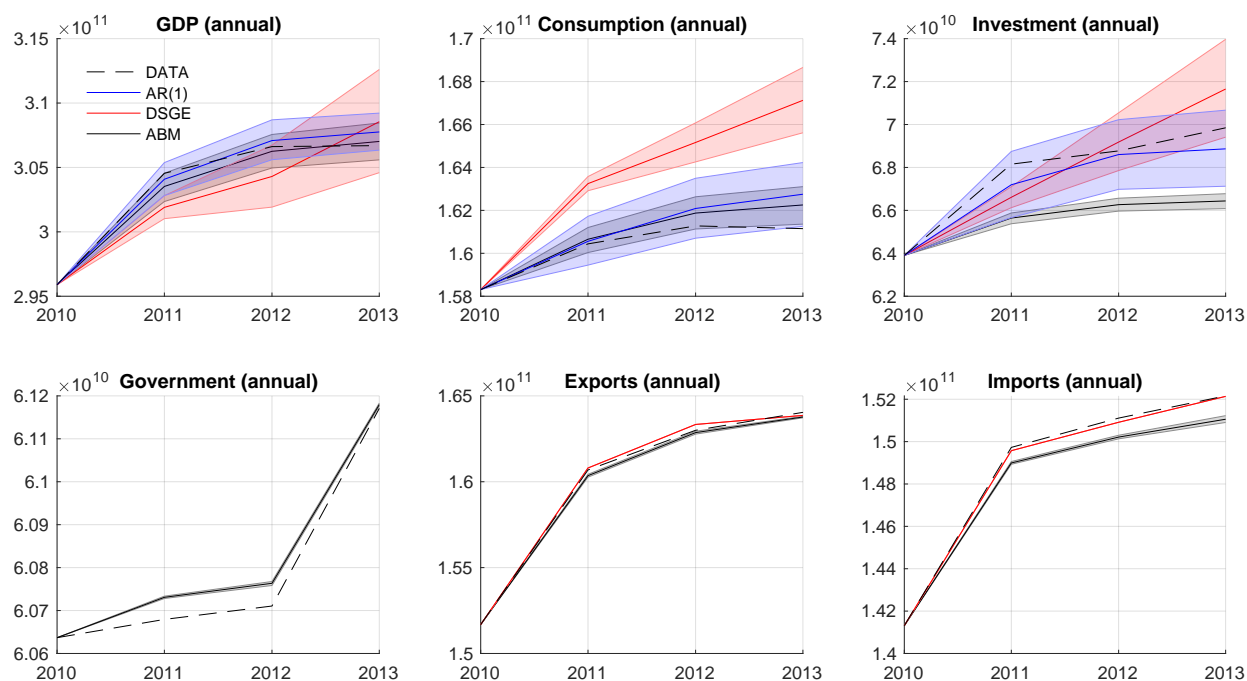 ×10^11 GDP (annual)
3.15
3.1
3.05
3
2.95
2010 2011 2012 2013
DATA
AR(1)
DSGE
ABM
×10^11 Consumption (annual)
1.7
1.68
1.66
1.64
1.62
1.6
1.58
2010 2011 2012 2013
×10^10 Investment (annual)
7.4
7.2
7
6.8
6.6
6.4
6.2
2010 2011 2012 2013
×10^10 Government (annual)
6.12
6.11
6.1
6.09
6.08
6.07
6.06
2010 2011 2012 2013
×10^11 Exports (annual)
1.65
1.6
1.55
1.5
2010 2011 2012 2013
×10^11 Imports (annual)
1.52
1.5
1.48
1.46
1.44
1.42
1.4
2010 2011 2012 2013